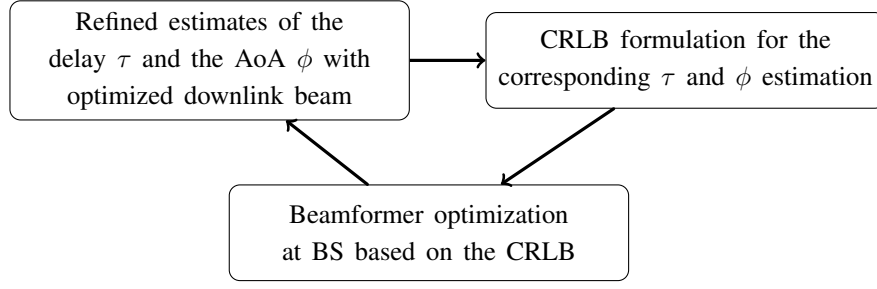 Refined estimates of the
delay τ and the AoA ϕ with
optimized downlink beam
CRLB formulation for the
corresponding τ and ϕ estimation
Beamformer optimization
at BS based on the CRLB